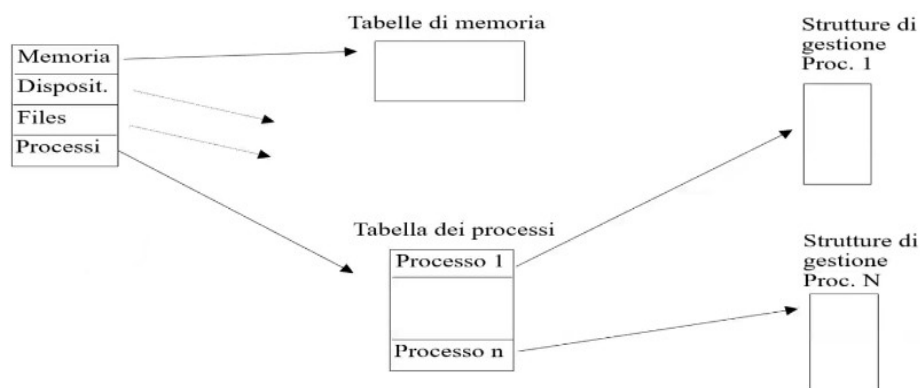 Tabelle di memoria
Strutture di
gestione
Proc. 1
Memoria
Disposit.
Files
Processi
Tabella dei processi
Processo 1
Processo n
Strutture di
gestione
Proc. N